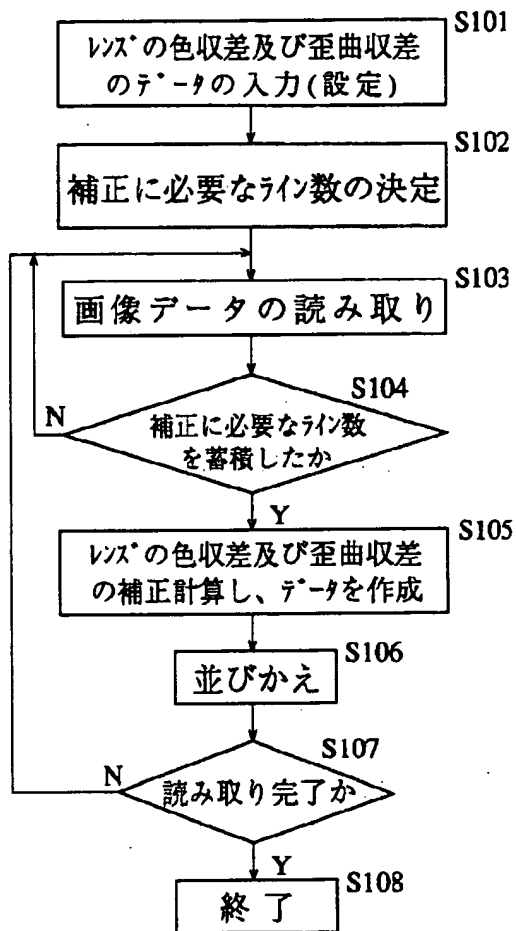 S101
ﾚﾝｽﾞの色収差及び歪曲収差
のﾃﾞｰﾀの入力(設定)
S102
補正に必要なﾗｲﾝ数の決定
S103
画像データの読み取り
S104
N
補正に必要なﾗｲﾝ数
を蓄積したか
Y
S105
ﾚﾝｽﾞの色収差及び歪曲収差
の補正計算し、ﾃﾞｰﾀを作成
S106
並びかえ
S107
N
読み取り完了か
Y
S108
終了